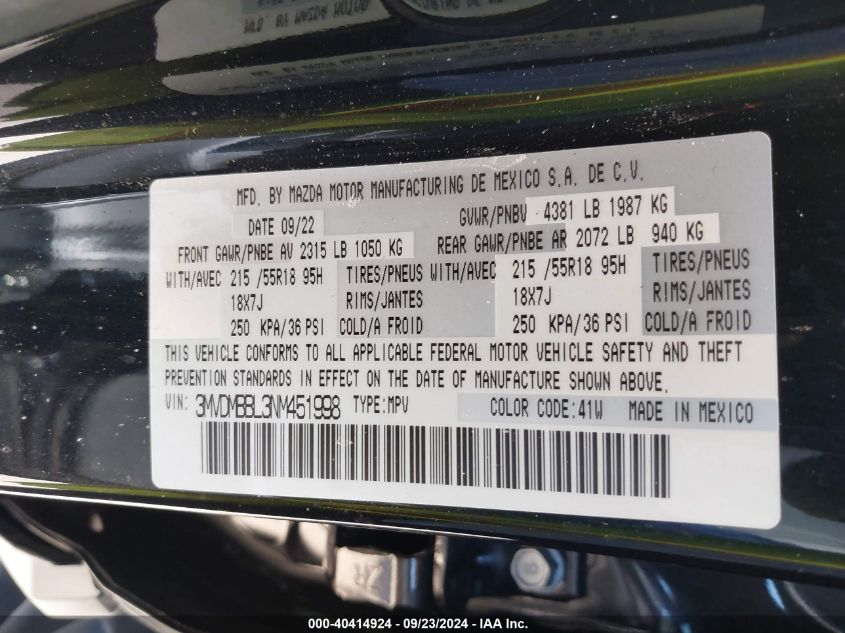 MFD. BY MAZDA MOTOR MANUFACTURING DE MEXICO S.A. DE C.V.
DATE 09/22 GVWR/PNBV 4381 LB 1987 KG
FRONT GAWR/PNBE AV 2315 LB 1050 KG REAR GAWR/PNBE AR 2072 LB 940 KG
WITH/AVEC 215 /55R18 95H TIRES/PNEUS WITH/AVEC 215 /55R18 95H TIRES/PNEUS
18X7J RIMS/JANTES 18X7J RIMS/JANTES
250 KPA/36 PSI COLD/A FROID 250 KPA/36 PSI COLD/A FROID
THIS VEHICLE CONFORMS TO ALL APPLICABLE FEDERAL MOTOR VEHICLE SAFETY AND THEFT
PREVENTION STANDARDS IN EFFECT ON THE DATE OF MANUFACTURE SHOWN ABOVE.
VIN: 3MVDMBBL3NM451998 TYPE:MPV COLOR CODE:41W MADE IN MEXICO
000-40414924 - 09/23/2024 - IAA Inc.